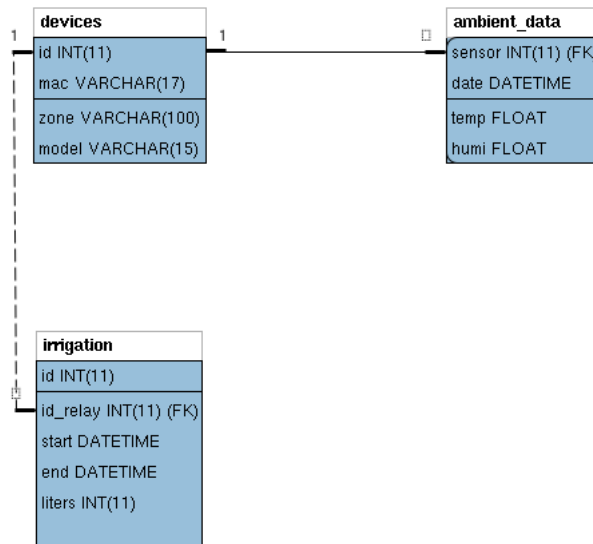 devices
1
id INT(11)
mac VARCHAR(17)
zone VARCHAR(100)
model VARCHAR(15)
1
ambient_data
sensor INT(11) (FK
date DATETIME
temp FLOAT
humi FLOAT
irrigation
id INT(11)
id_relay INT(11) (FK)
start DATETIME
end DATETIME
liters INT(11)